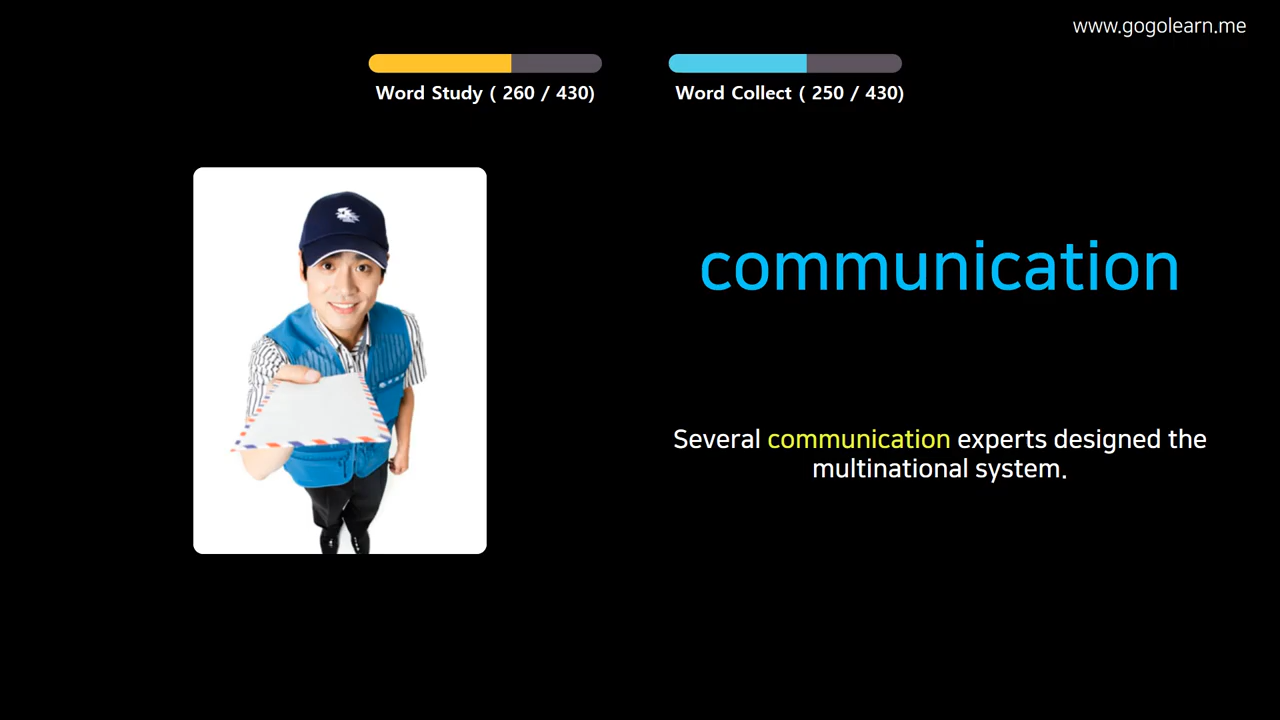 www.gogolearn.me
Word Study ( 260 / 430)
Word Collect ( 250 / 430)
communication
Several communication experts designed the
multinational system.